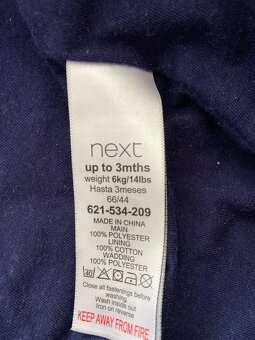 next
up to 3mths
weight 6kg/14lbs
Hasta 3meses
66/44
621-534-209
MADE IN CHINA
MAIN
100% POLYESTER
LINING
100% COTTON
WADDING
100% POLYESTER
40
Close all fastenings before
washing
Wash inside out
Iron on reverse
KEEP AWAY FROM FIRE